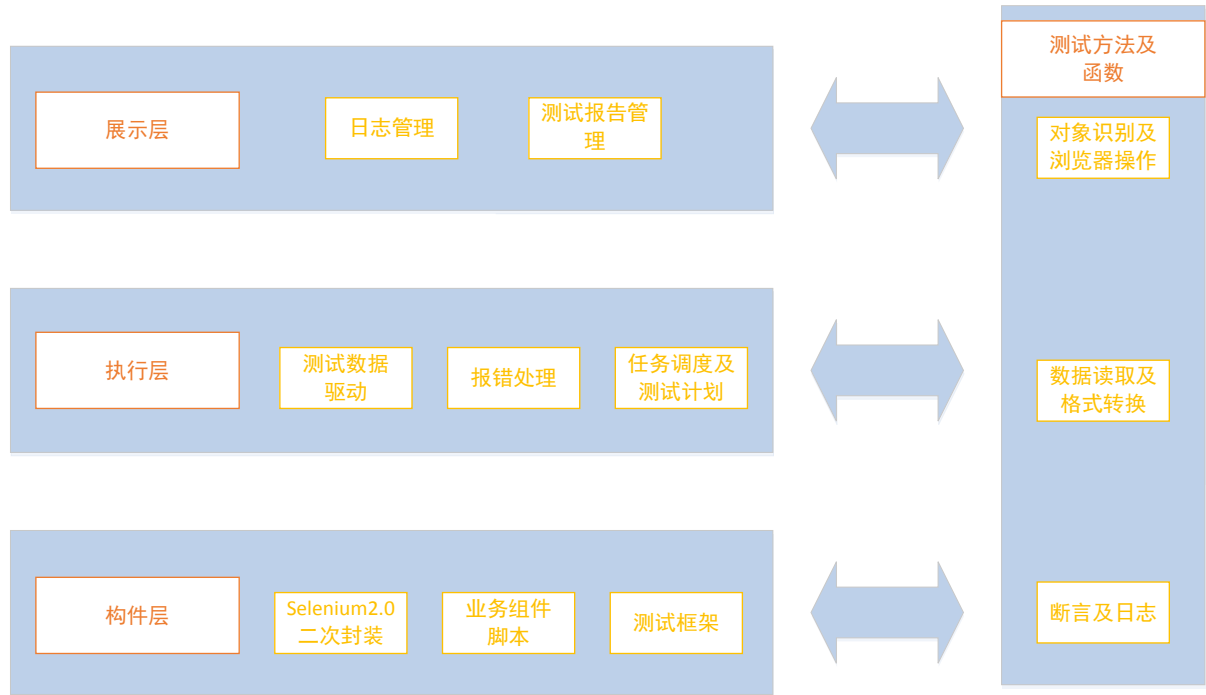 展示层
日志管理
测试报告管
理
执行层
测试数据
驱动
报错处理
任务调度及
测试计划
构件层
Selenium2.0
二次封装
业务组件
脚本
测试框架
测试方法及
函数
对象识别及
浏览器操作
数据读取及
格式转换
断言及日志